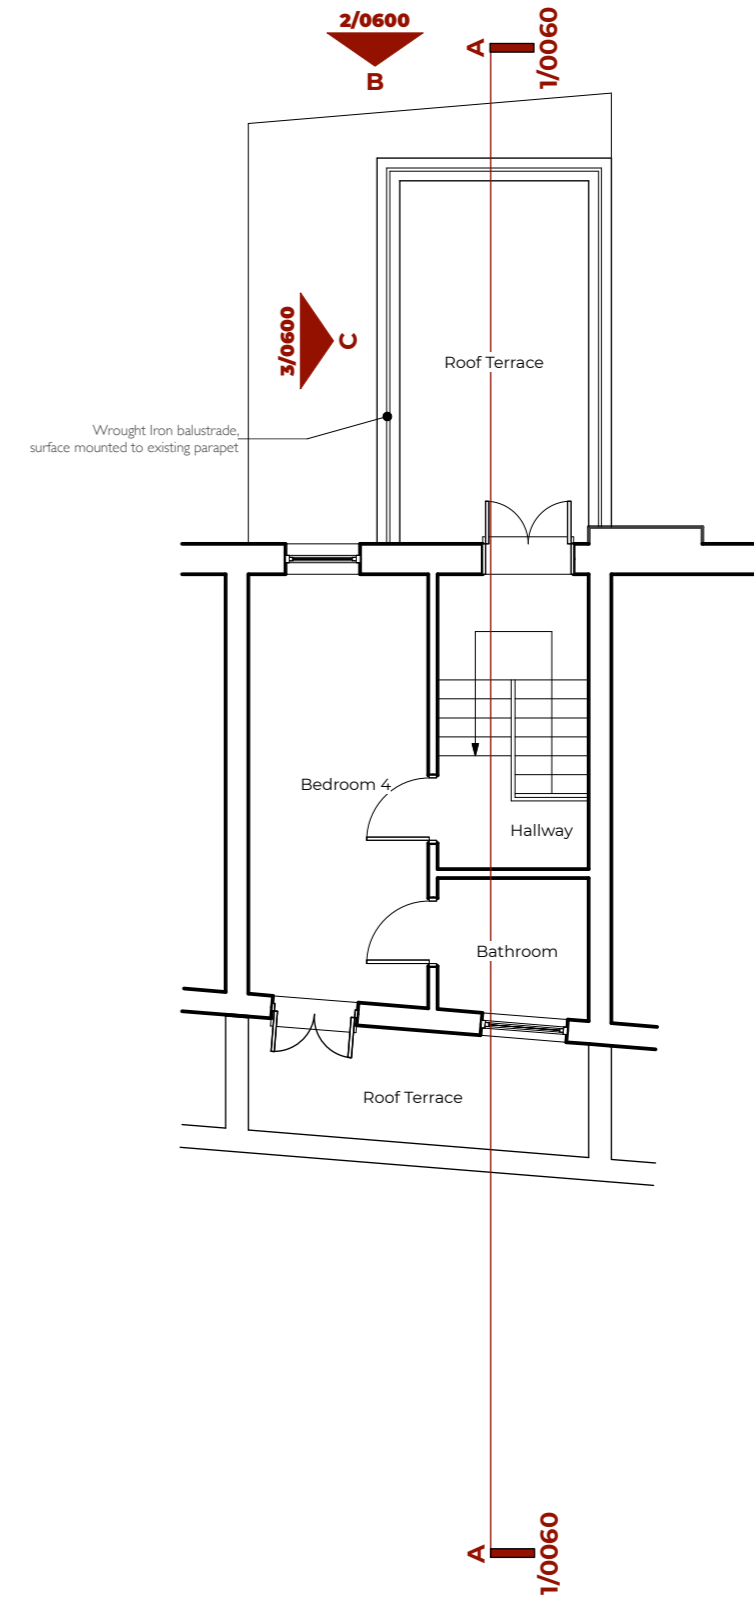 2/0600
B
A
1/0060
3/0600
C
Roof Terrace
Wrought Iron balustrade,
surface mounted to existing parapet
Bedroom 4
Hallway
Bathroom
Roof Terrace
A
1/0060